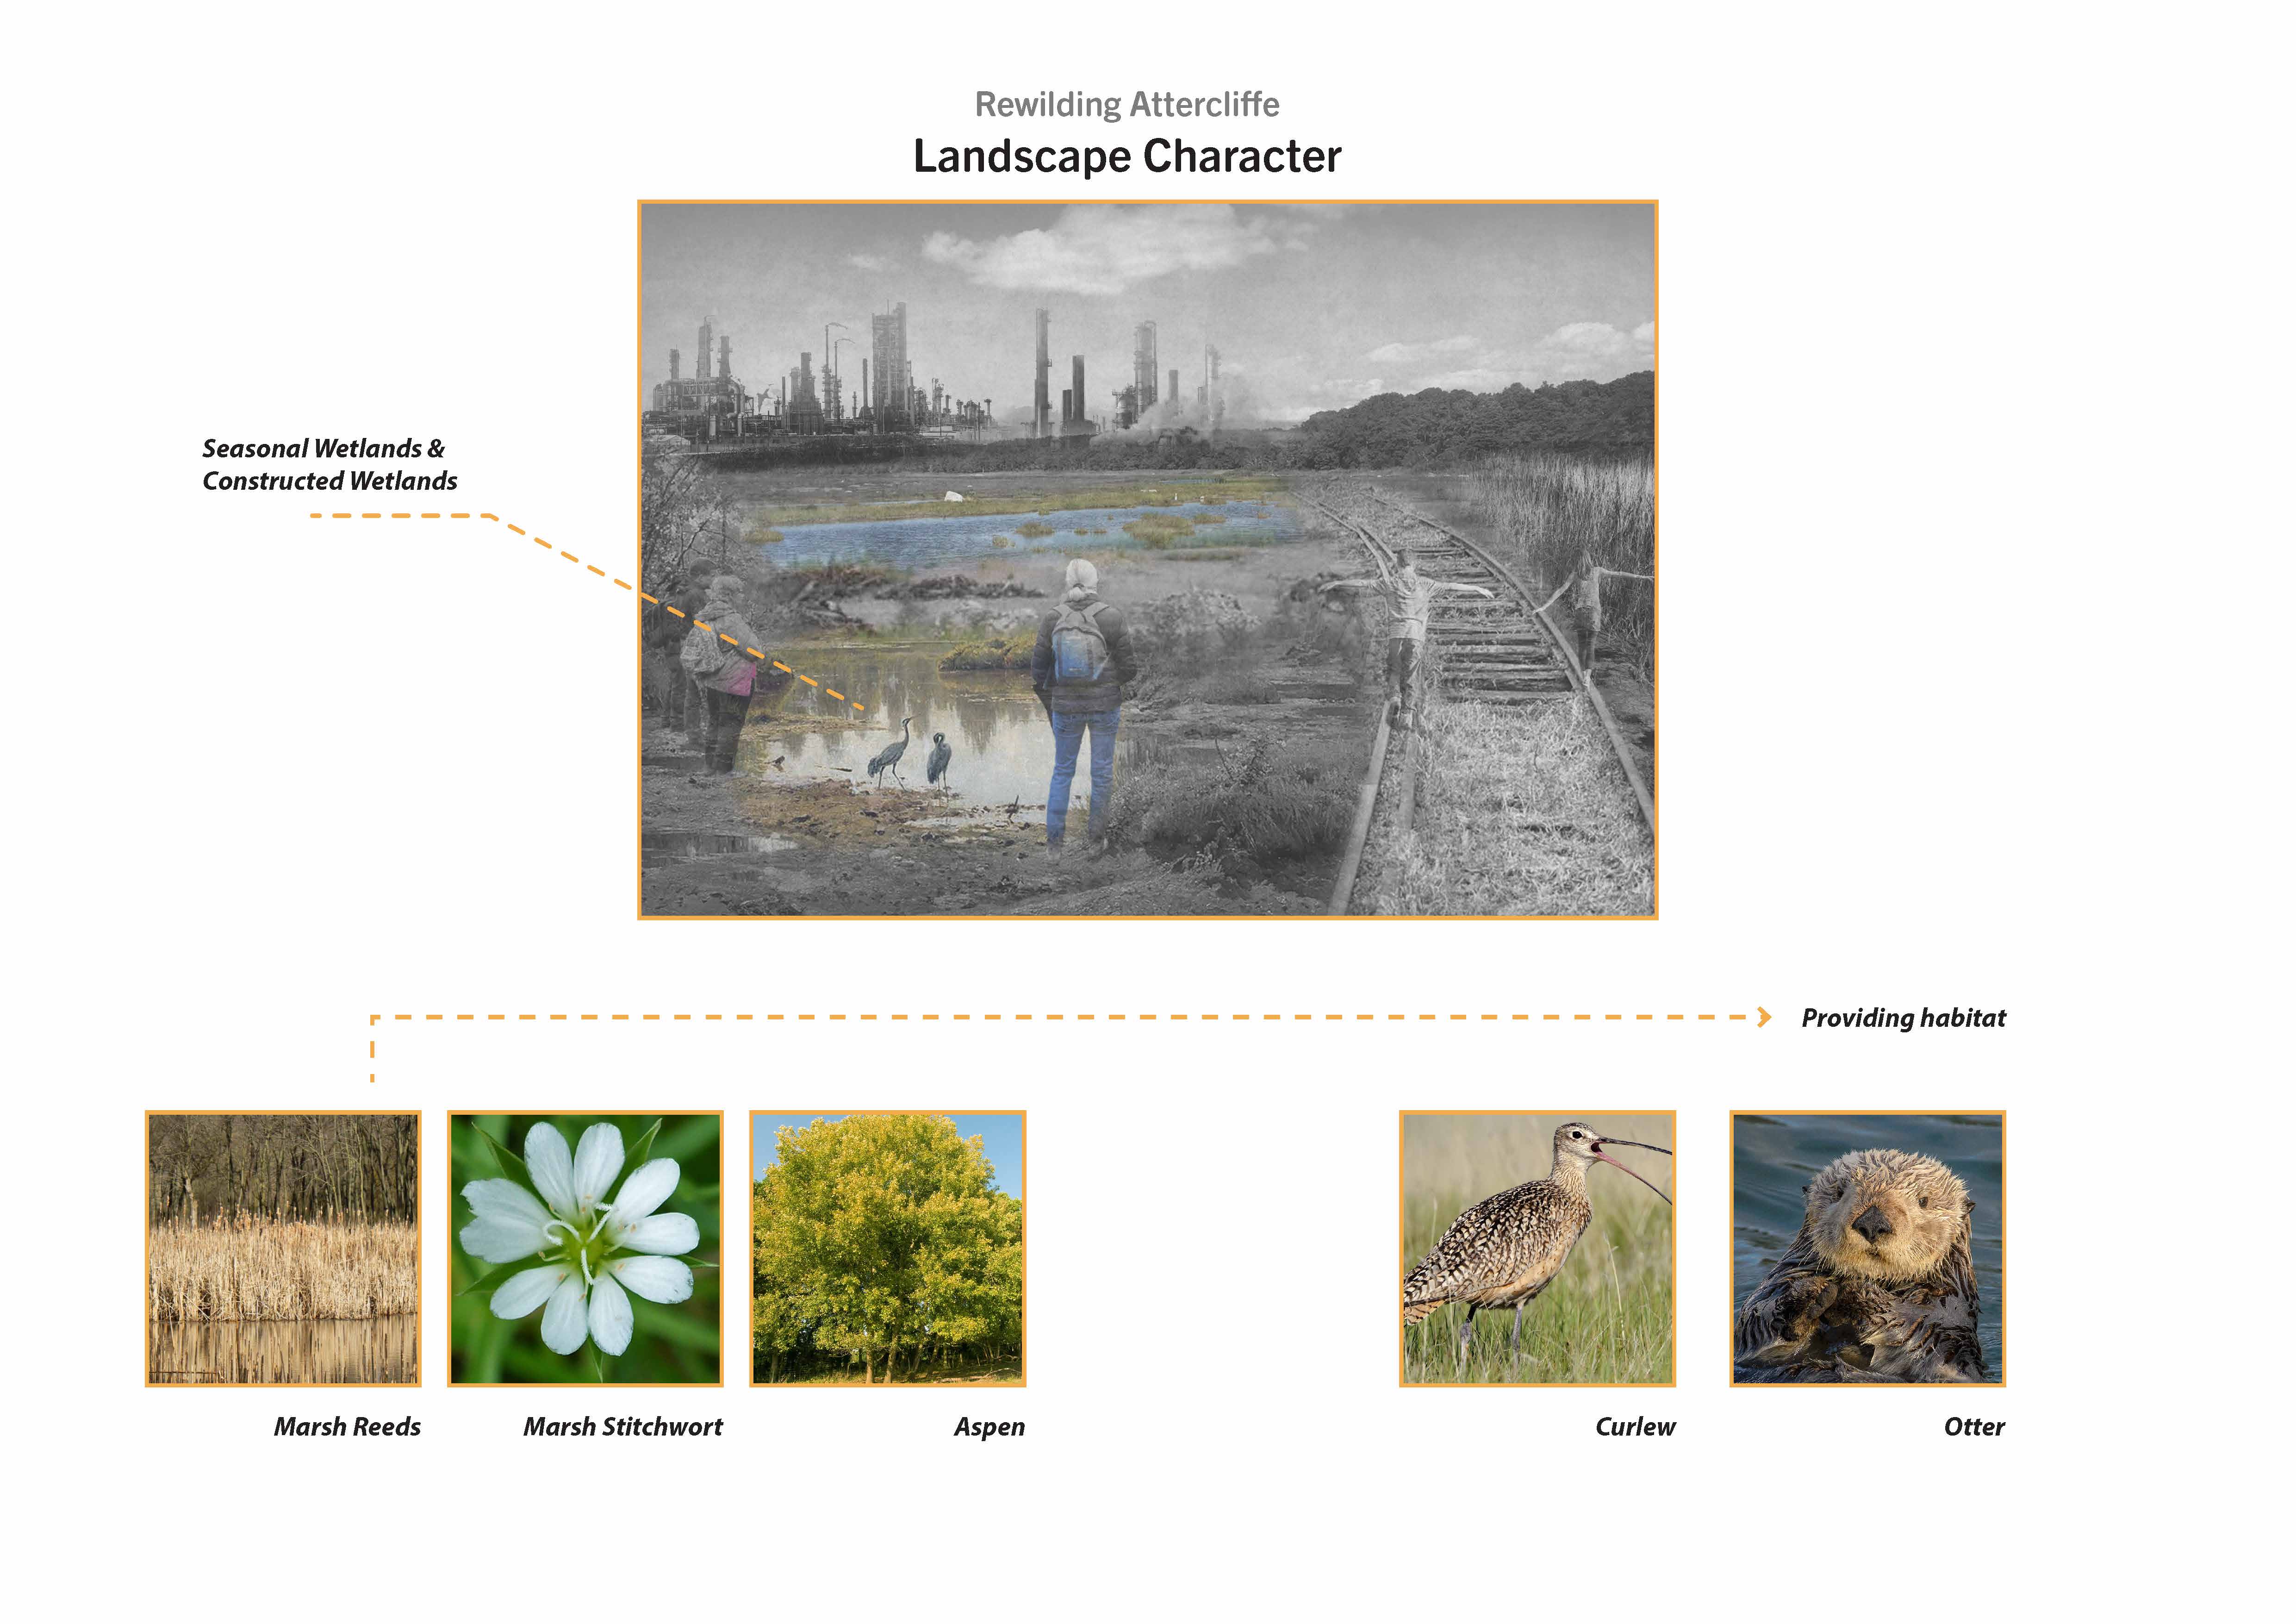 Rewilding Attercliffe
Landscape Character
Seasonal Wetlands &
Constructed Wetlands
Providing habitat
Marsh Reeds
Marsh Stitchwort
Aspen
Curlew
Otter